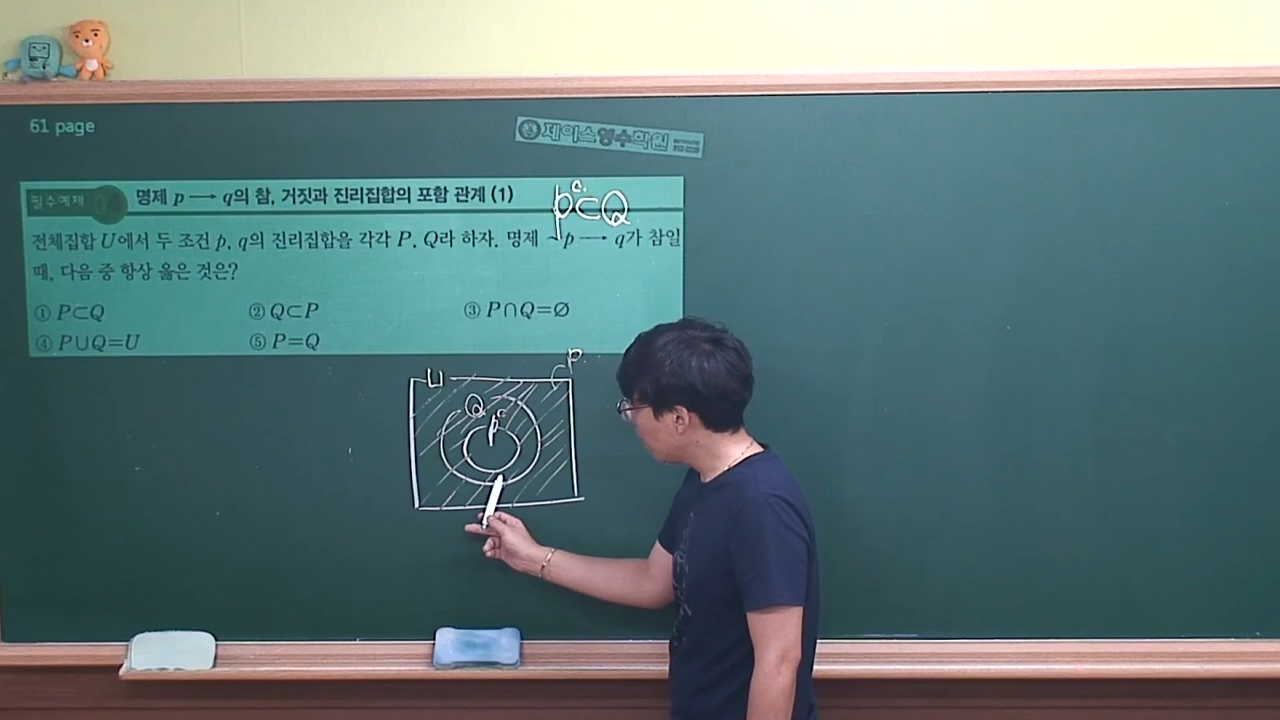 61 page
제이스영수학원
필수예제 명제 p → q의 참, 거짓과 진리집합의 포함 관계 (1)
Pᶜ⊂Q
전체집합 U에서 두 조건 p, q의 진리집합을 각각 P, Q라 하자. 명제 ~p → q가 참일
때, 다음 중 항상 옳은 것은?
① P⊂Q ② Q⊂P ③ P∩Q=∅
④ P∪Q=U ⑤ P=Q
P
U
Q
Pᶜ